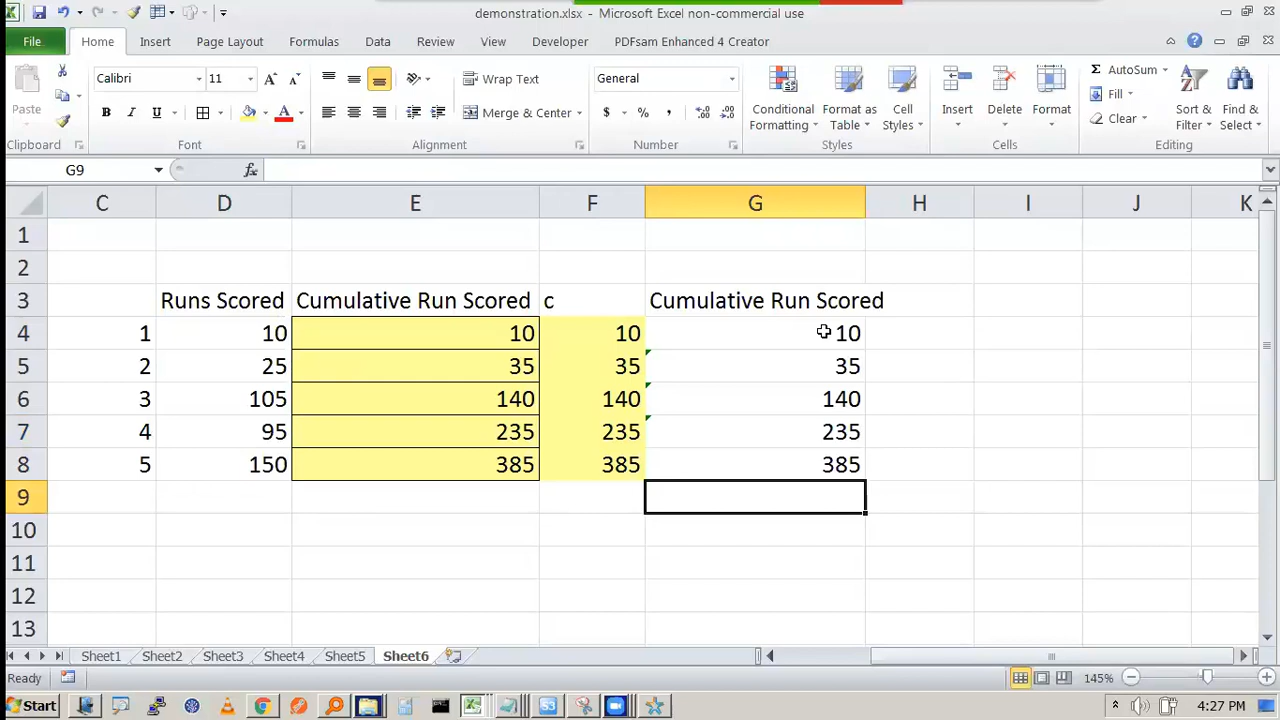 demonstration.xlsx - Microsoft Excel non-commercial use
File Home Insert Page Layout Formulas Data Review View Developer PDFsam Enhanced 4 Creator
Paste
Calibri 11
B I U A
Wrap Text
Merge & Center
General
$ % ,
Conditional Formatting
Format as Table
Cell Styles
Insert Delete Format
Σ AutoSum
Fill
Clear
Sort & Filter
Find & Select
Clipboard Font Alignment Number Styles Cells Editing
G9 fx
C D E F G H I J K
1
2
3 Runs Scored Cumulative Run Scored c Cumulative Run Scored
4 1 10 10 10 10
5 2 25 35 35 35
6 3 105 140 140 140
7 4 95 235 235 235
8 5 150 385 385 385
9
10
11
12
13
Sheet1 Sheet2 Sheet3 Sheet4 Sheet5 Sheet6
Ready 145%
Start 4:27 PM